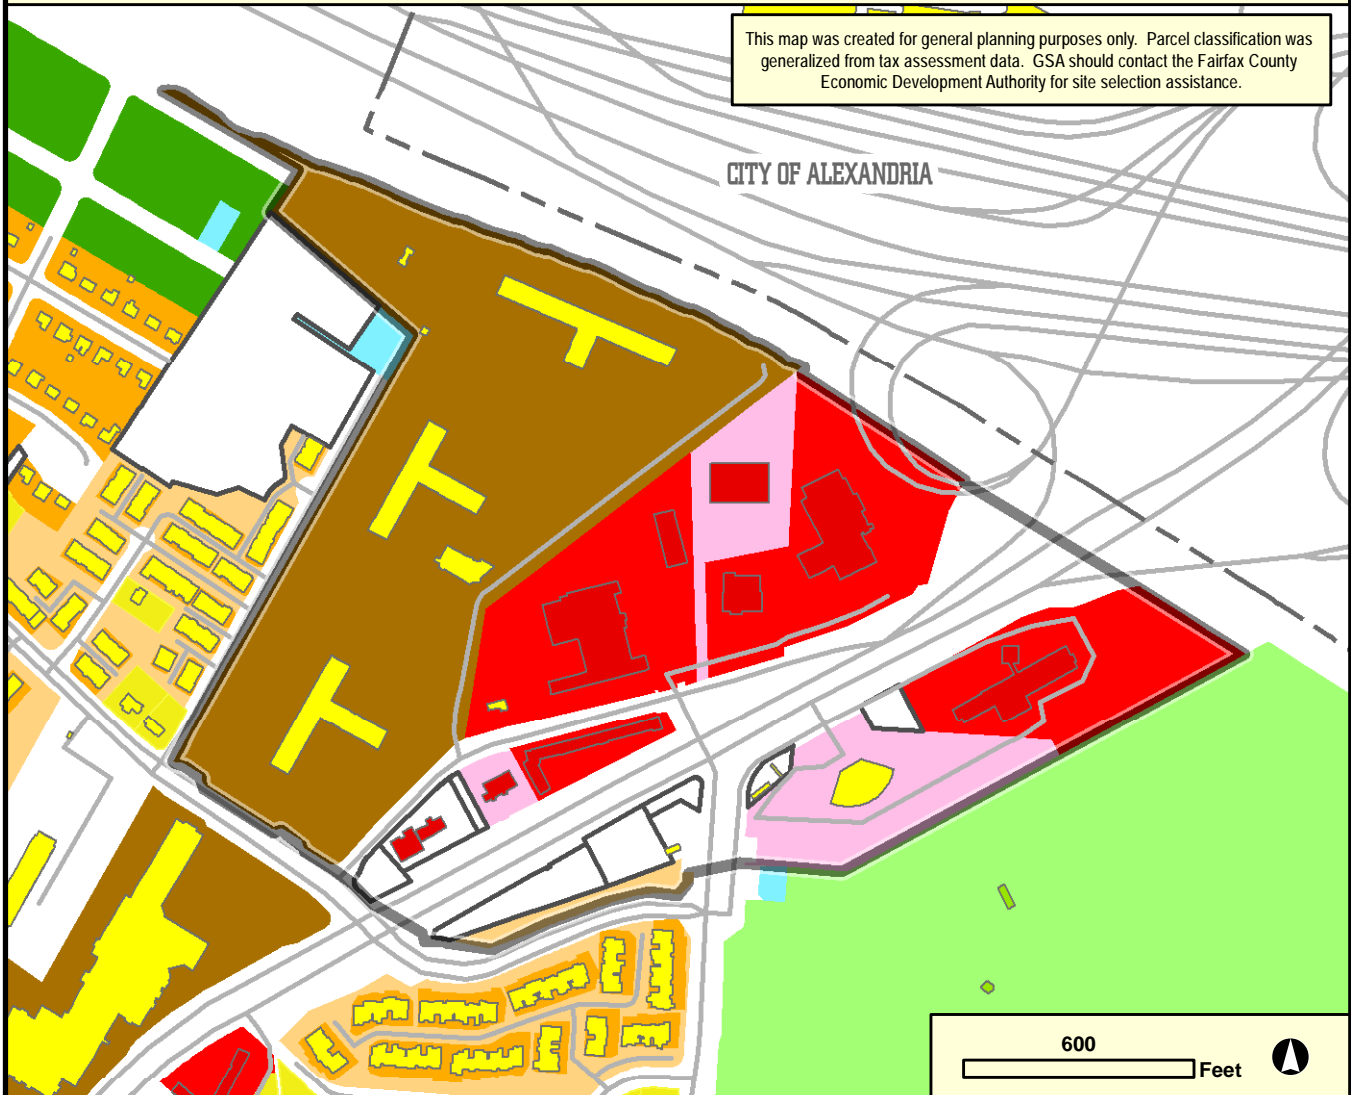 This map was created for general planning purposes only. Parcel classification was
generalized from tax assessment data. GSA should contact the Fairfax County
Economic Development Authority for site selection assistance.
CITY OF ALEXANDRIA
600
Feet